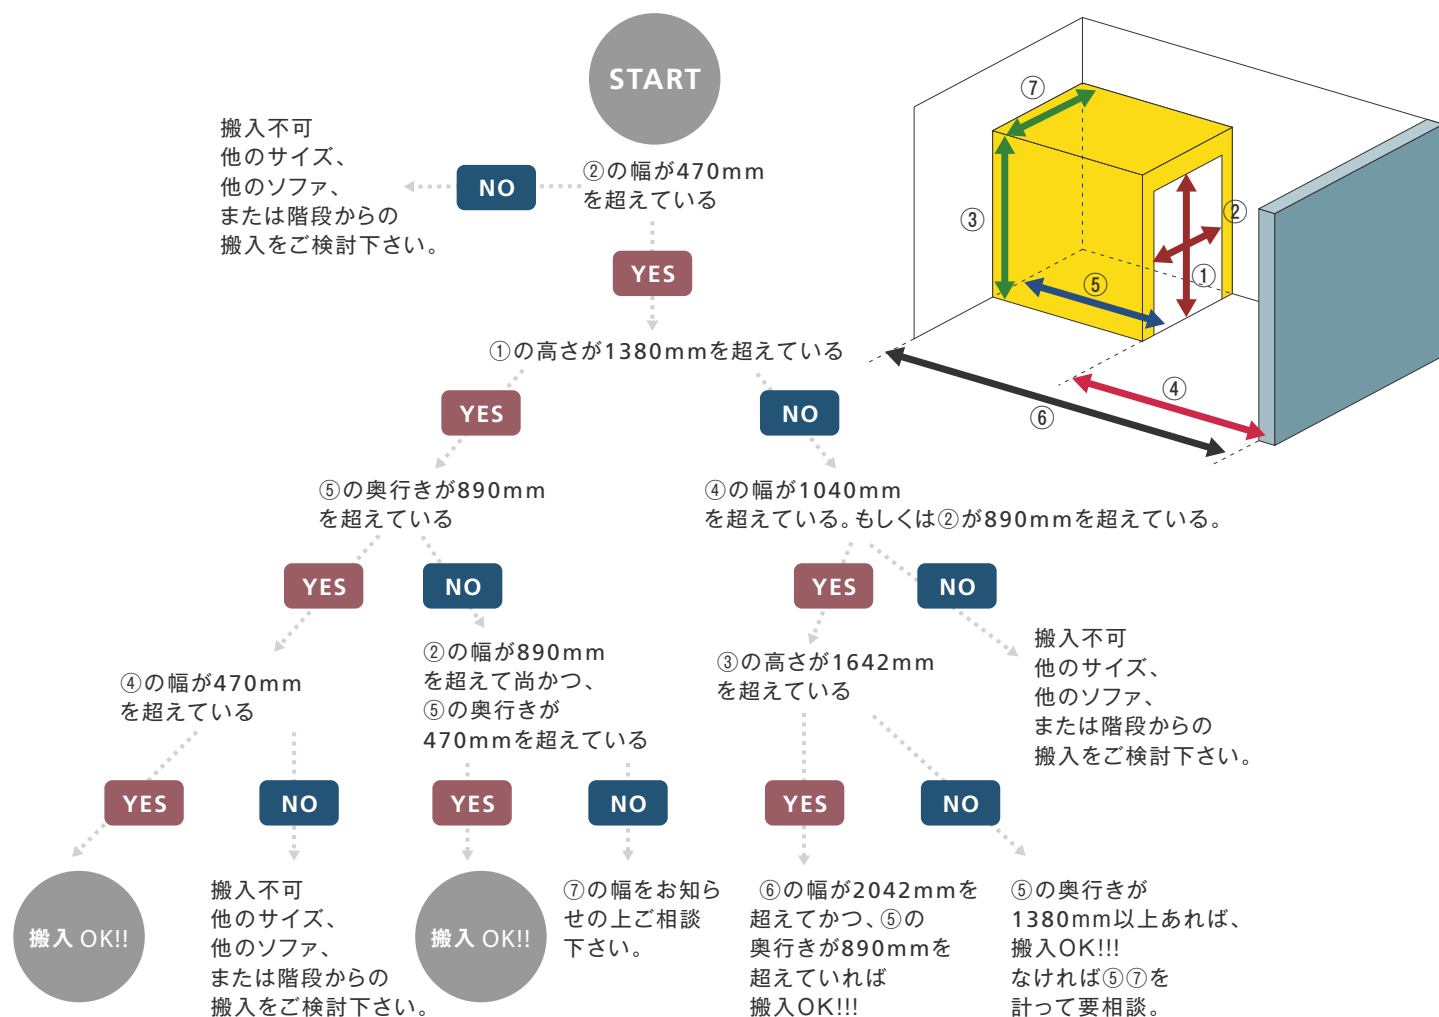 START
②の幅が470mm
を超えている
NO
搬入不可
他のサイズ、
他のソファ、
または階段からの
搬入をご検討下さい。
YES
①の高さが1380mmを超えている
YES
NO
⑤の奥行きが890mm
を超えている
④の幅が1040mm
を超えている。もしくは②が890mmを超えている。
YES
NO
YES
NO
④の幅が470mm
を超えている
②の幅が890mm
を超えて尚かつ、
⑤の奥行きが
470mmを超えている
③の高さが1642mm
を超えている
搬入不可
他のサイズ、
他のソファ、
または階段からの
搬入をご検討下さい。
YES
NO
YES
NO
YES
NO
搬入 OK!!
搬入不可
他のサイズ、
他のソファ、
または階段からの
搬入をご検討下さい。
搬入 OK!!
⑦の幅をお知ら
せの上ご相談
下さい。
⑥の幅が2042mmを
超えてかつ、⑤の
奥行きが890mmを
超えていれば
搬入OK!!!
⑤の奥行きが
1380mm以上あれば、
搬入OK!!!
なければ⑤⑦を
計って要相談。
⑦
③
②
①
⑤
④
⑥